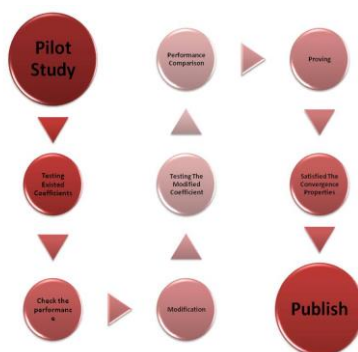 Pilot
Study
Testing
Existed
Coefficients
Check the
performanc
e
Modification
Testing The
Modified
Coefficient
Performance
Comparison
Proving
Satisfied The
Convergence
Properties
Publish